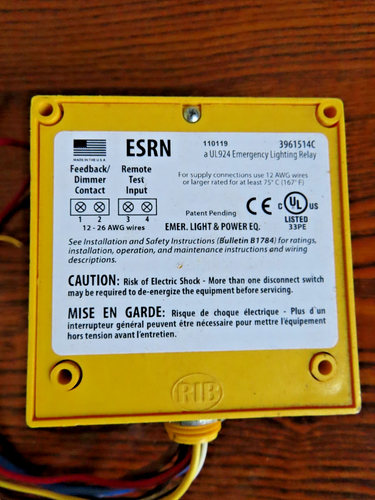 ESRN
110119
3961514C
a UL924 Emergency Lighting Relay
MADE IN THE U.S.A
Feedback/ Remote
Dimmer Test
Contact Input
For supply connections use 12 AWG wires
or larger rated for at least 75° C (167° F)
1 2 3 4
12 - 26 AWG wires
Patent Pending
CE
c UL US
LISTED
33PE
EMER. LIGHT & POWER EQ.
See Installation and Safety Instructions (Bulletin B1784) for ratings,
installation, operation, and maintenance instructions and wiring
descriptions.
CAUTION: Risk of Electric Shock - More than one disconnect switch
may be required to de-energize the equipment before servicing.
MISE EN GARDE: Risque de choque électrique - Plus d'un
interrupteur général peuvent être nécessaire pour mettre l'équipement
hors tension avant l'entretien.
RIB